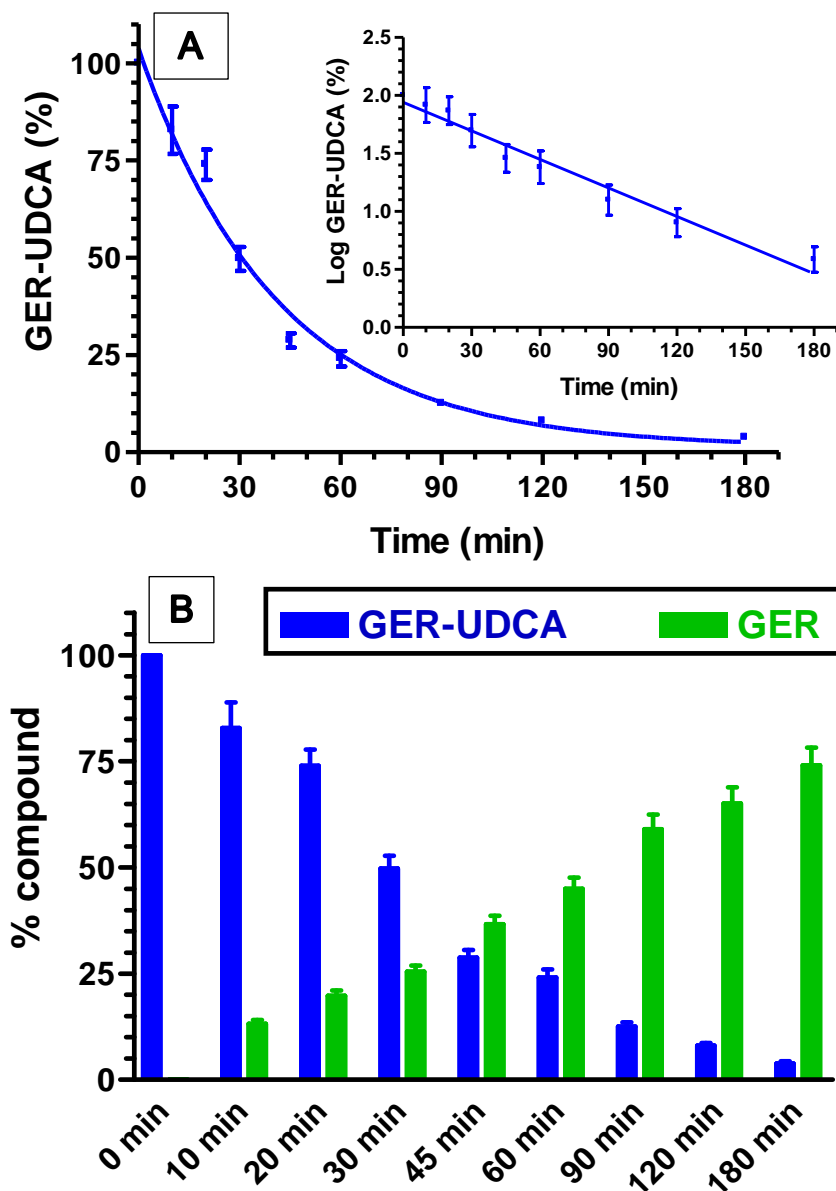 A
GER-UDCA (%)
100
75
50
25
0
0 30 60 90 120 150 180
Time (min)
Log GER-UDCA (%)
2.5
2.0
1.5
1.0
0.5
0.0
0 30 60 90 120 150 180
Time (min)
B
GER-UDCA GER
% compound
100
75
50
25
0
0 min 10 min 20 min 30 min 45 min 60 min 90 min 120 min 180 min